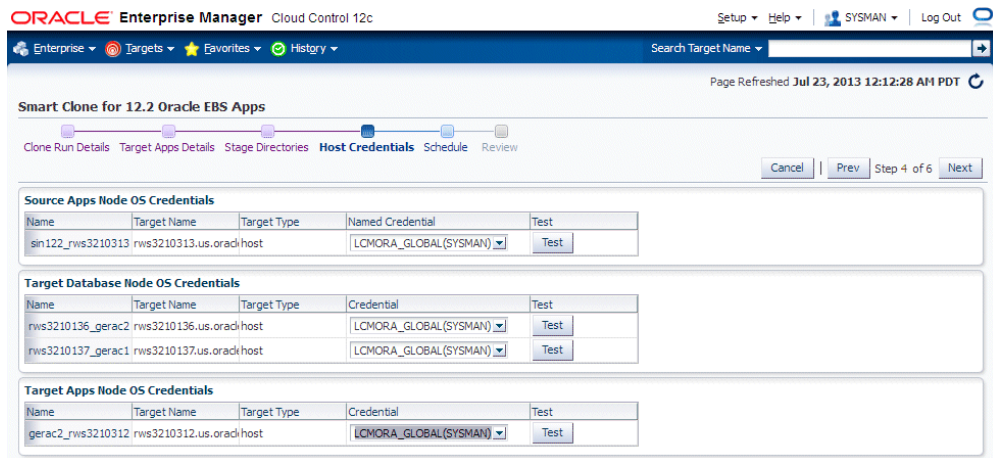 ORACLE Enterprise Manager Cloud Control 12c Setup Help SYSMAN Log Out
Enterprise Targets Favorites History Search Target Name
Page Refreshed Jul 23, 2013 12:12:28 AM PDT
Smart Clone for 12.2 Oracle EBS Apps
Clone Run Details Target Apps Details Stage Directories Host Credentials Schedule Review
Cancel | Prev Step 4 of 6 Next
Source Apps Node OS Credentials
Name Target Name Target Type Named Credential Test
sin122_rws3210313 rws3210313.us.oracl host LCMORA_GLOBAL(SYSMAN) Test
Target Database Node OS Credentials
Name Target Name Target Type Credential Test
rws3210136_gerac2 rws3210136.us.oracl host LCMORA_GLOBAL(SYSMAN) Test
rws3210137_gerac1 rws3210137.us.oracl host LCMORA_GLOBAL(SYSMAN) Test
Target Apps Node OS Credentials
Name Target Name Target Type Credential Test
gerac2_rws3210312 rws3210312.us.oracl host LCMORA_GLOBAL(SYSMAN) Test